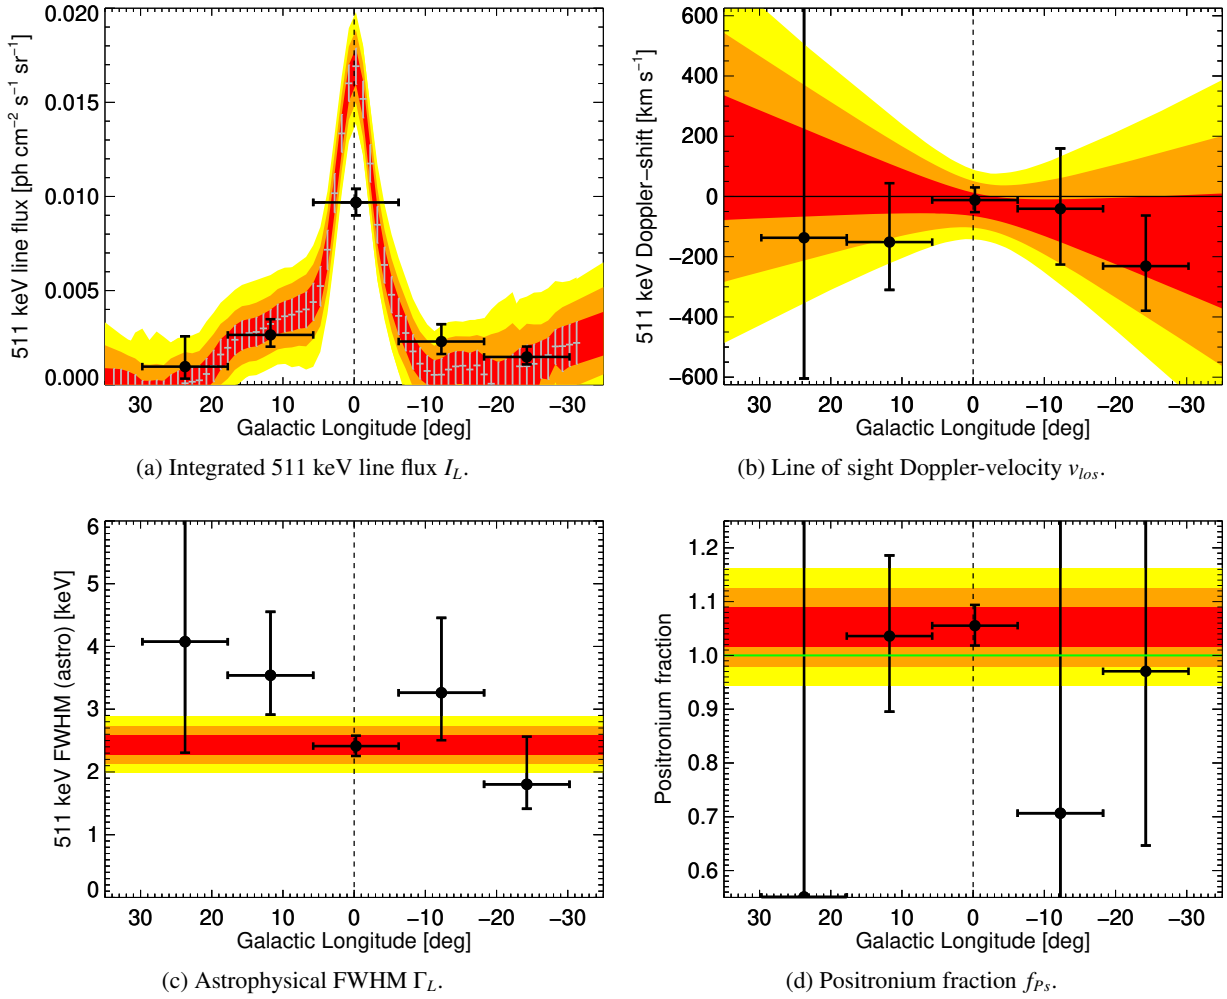 0.020
0.015
0.010
0.005
0.000
511 keV line flux [ph cm⁻² s⁻¹ sr⁻¹]
30 20 10 0 −10 −20 −30
Galactic Longitude [deg]
(a) Integrated 511 keV line flux I_L.
600
400
200
0
−200
−400
−600
511 keV Doppler−shift [km s⁻¹]
30 20 10 0 −10 −20 −30
Galactic Longitude [deg]
(b) Line of sight Doppler-velocity v_los.
6
5
4
3
2
1
0
511 keV FWHM (astro) [keV]
30 20 10 0 −10 −20 −30
Galactic Longitude [deg]
(c) Astrophysical FWHM Γ_L.
1.2
1.1
1.0
0.9
0.8
0.7
0.6
Positronium fraction
30 20 10 0 −10 −20 −30
Galactic Longitude [deg]
(d) Positronium fraction f_Ps.